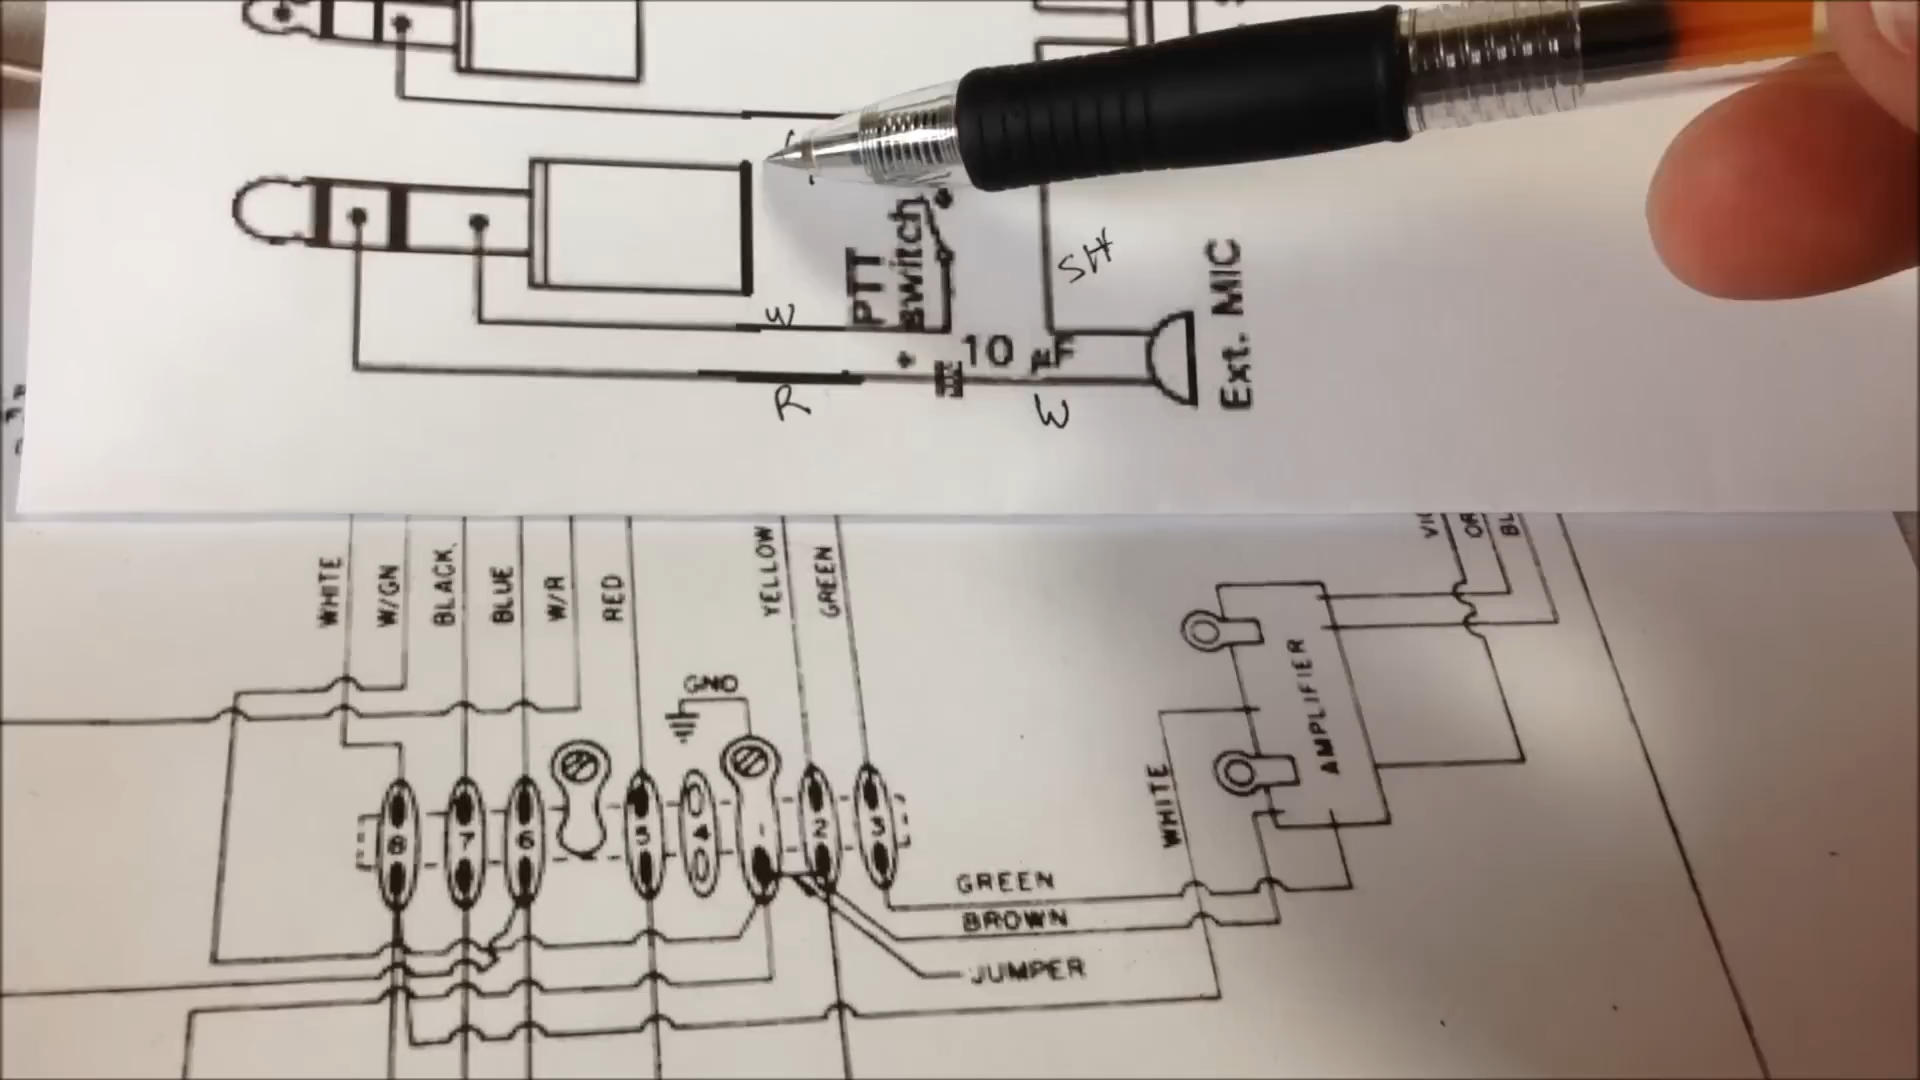 PTT
Switch
SH
W
10
R
W
Ext. MIC
WHITE
W/GN
BLACK
BLUE
W/R
RED
YELLOW
GREEN
GND
AMPLIFIER
WHITE
8
7
6
5
4
1
2
3
GREEN
BROWN
JUMPER